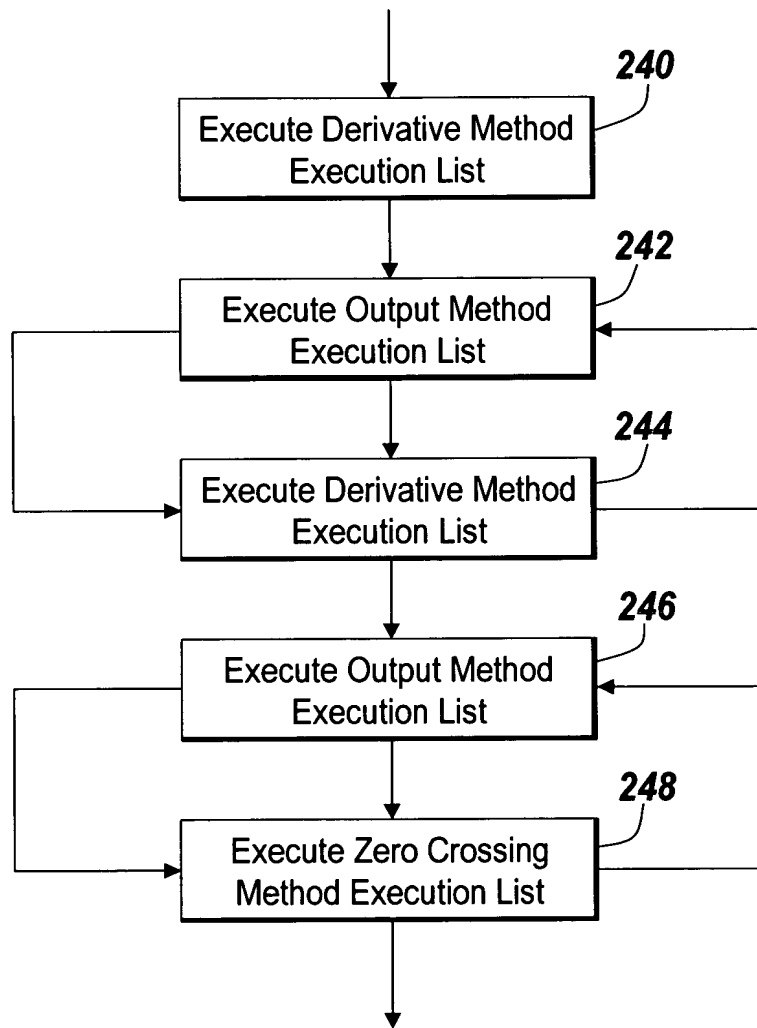 240
Execute Derivative Method
Execution List
242
Execute Output Method
Execution List
244
Execute Derivative Method
Execution List
246
Execute Output Method
Execution List
248
Execute Zero Crossing
Method Execution List